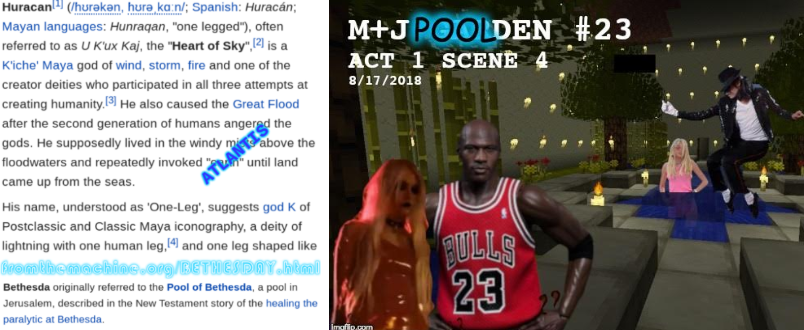 Huracan[1] (/ˈhʊrəkən, ˈhʊrəˌkɑːn/; Spanish: Huracán;
Mayan languages: Hunraqan, "one legged"), often
referred to as U K'ux Kaj, the "Heart of Sky",[2] is a
K'iche' Maya god of wind, storm, fire and one of the
creator deities who participated in all three attempts at
creating humanity.[3] He also caused the Great Flood
after the second generation of humans angered the
gods. He supposedly lived in the windy above the
ATLANTIS
floodwaters and repeatedly invoked until land
came up from the seas.
His name, understood as 'One-Leg', suggests god K of
Postclassic and Classic Maya iconography, a deity of
lightning with one human leg,[4] and one leg shaped like
fromthemachine.org/BETHESDAT.html
Bethesda originally referred to the Pool of Bethesda, a pool in
Jerusalem, described in the New Testament story of the healing the
paralytic at Bethesda.
M+J POOLDEN #23
ACT 1 SCENE 4
8/17/2018
BULLS
23
??
imgflip.com